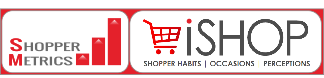 SHOPPER
METRICS
iSHOP
SHOPPER HABITS | OCCASIONS | PERCEPTIONS